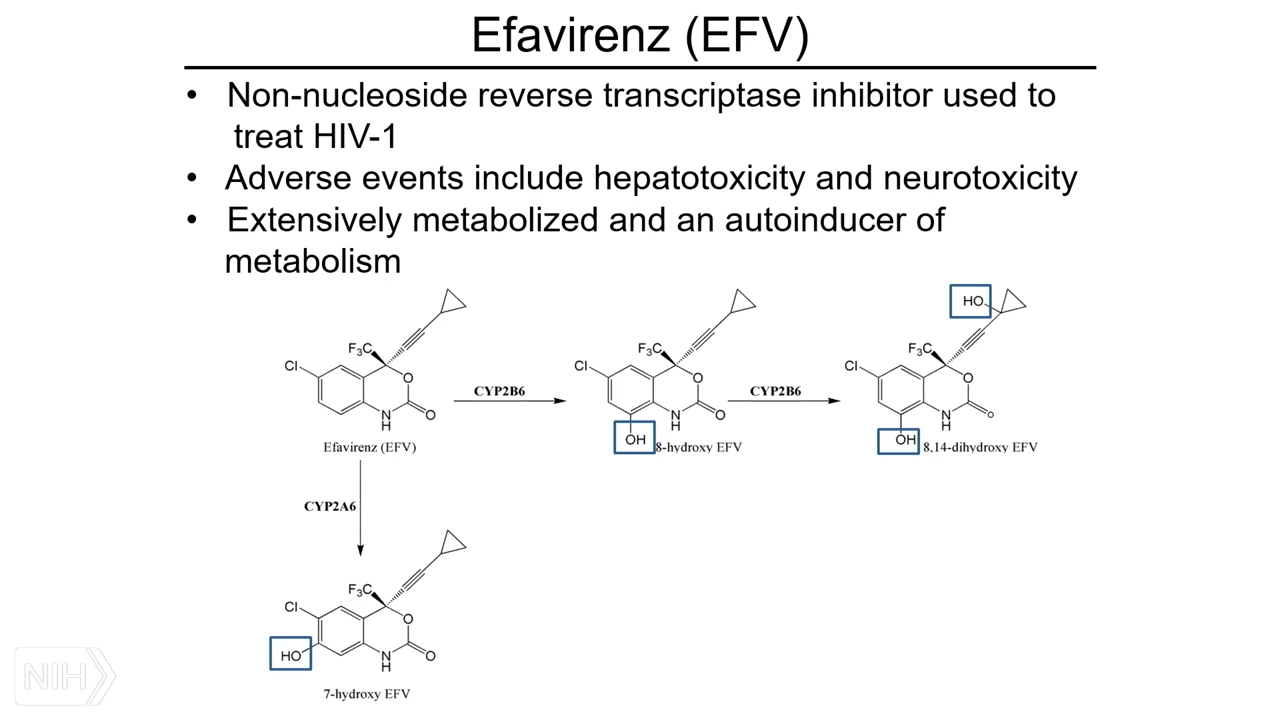 Efavirenz (EFV)
• Non-nucleoside reverse transcriptase inhibitor used to
treat HIV-1
• Adverse events include hepatotoxicity and neurotoxicity
• Extensively metabolized and an autoinducer of
metabolism
Cl
F₃C
O
N
H
O
Efavirenz (EFV)
CYP2B6
Cl
F₃C
O
N
H
O
OH
8-hydroxy EFV
CYP2B6
HO
Cl
F₃C
O
N
H
O
OH
8,14-dihydroxy EFV
CYP2A6
Cl
F₃C
O
HO
N
H
O
7-hydroxy EFV
NIH